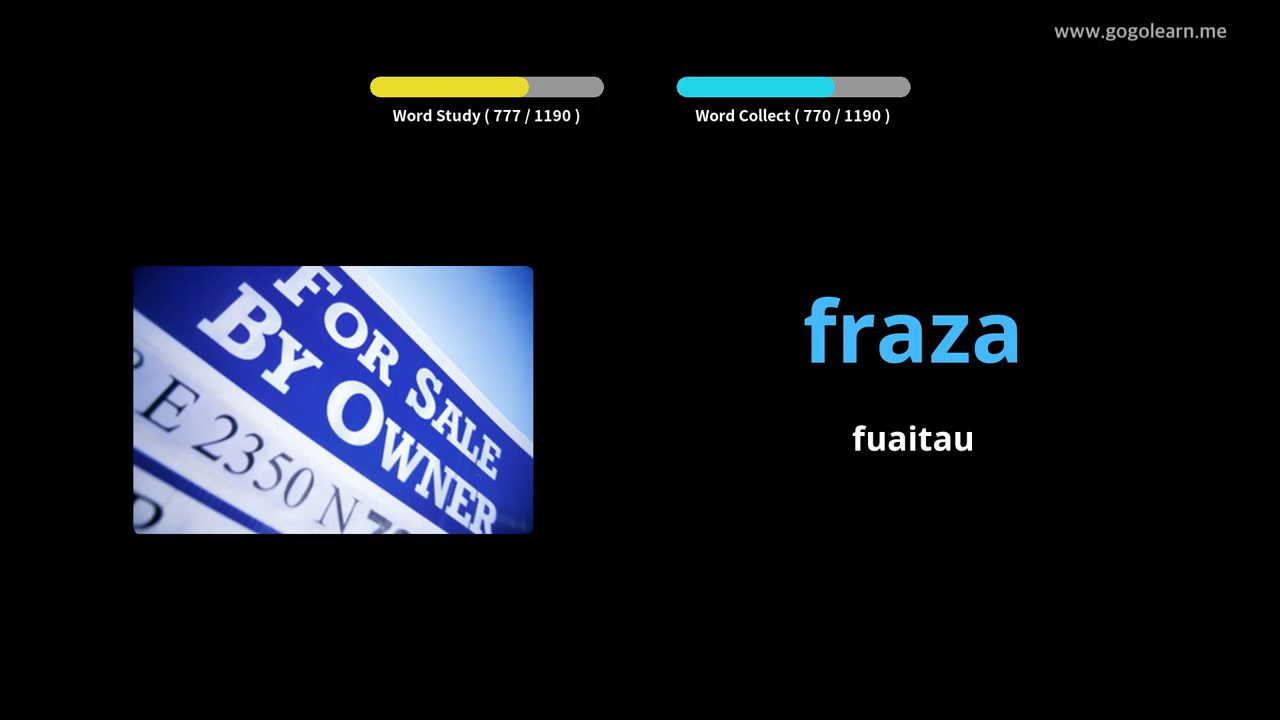 www.gogolearn.me
Word Study ( 777 / 1190 )
Word Collect ( 770 / 1190 )
FOR SALE
BY OWNER
E 2350 N
fraza
fuaitau